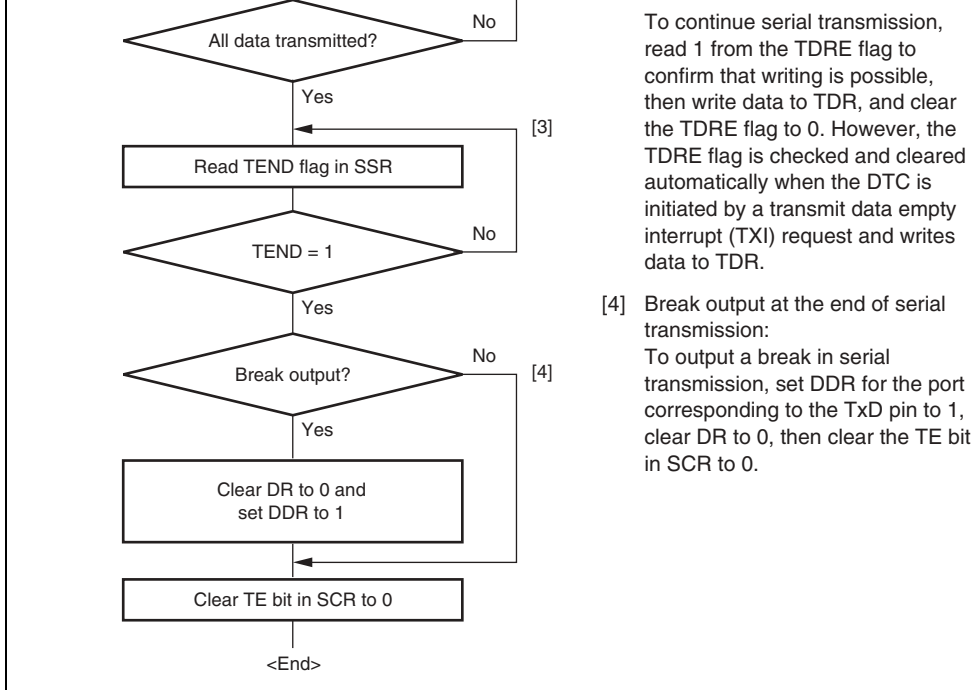 No
All data transmitted?
Yes
[3]
Read TEND flag in SSR
No
TEND = 1
Yes
No
Break output?
[4]
Yes
Clear DR to 0 and
set DDR to 1
Clear TE bit in SCR to 0
<End>
To continue serial transmission,
read 1 from the TDRE flag to
confirm that writing is possible,
then write data to TDR, and clear
the TDRE flag to 0. However, the
TDRE flag is checked and cleared
automatically when the DTC is
initiated by a transmit data empty
interrupt (TXI) request and writes
data to TDR.
[4] Break output at the end of serial
transmission:
To output a break in serial
transmission, set DDR for the port
corresponding to the TxD pin to 1,
clear DR to 0, then clear the TE bit
in SCR to 0.